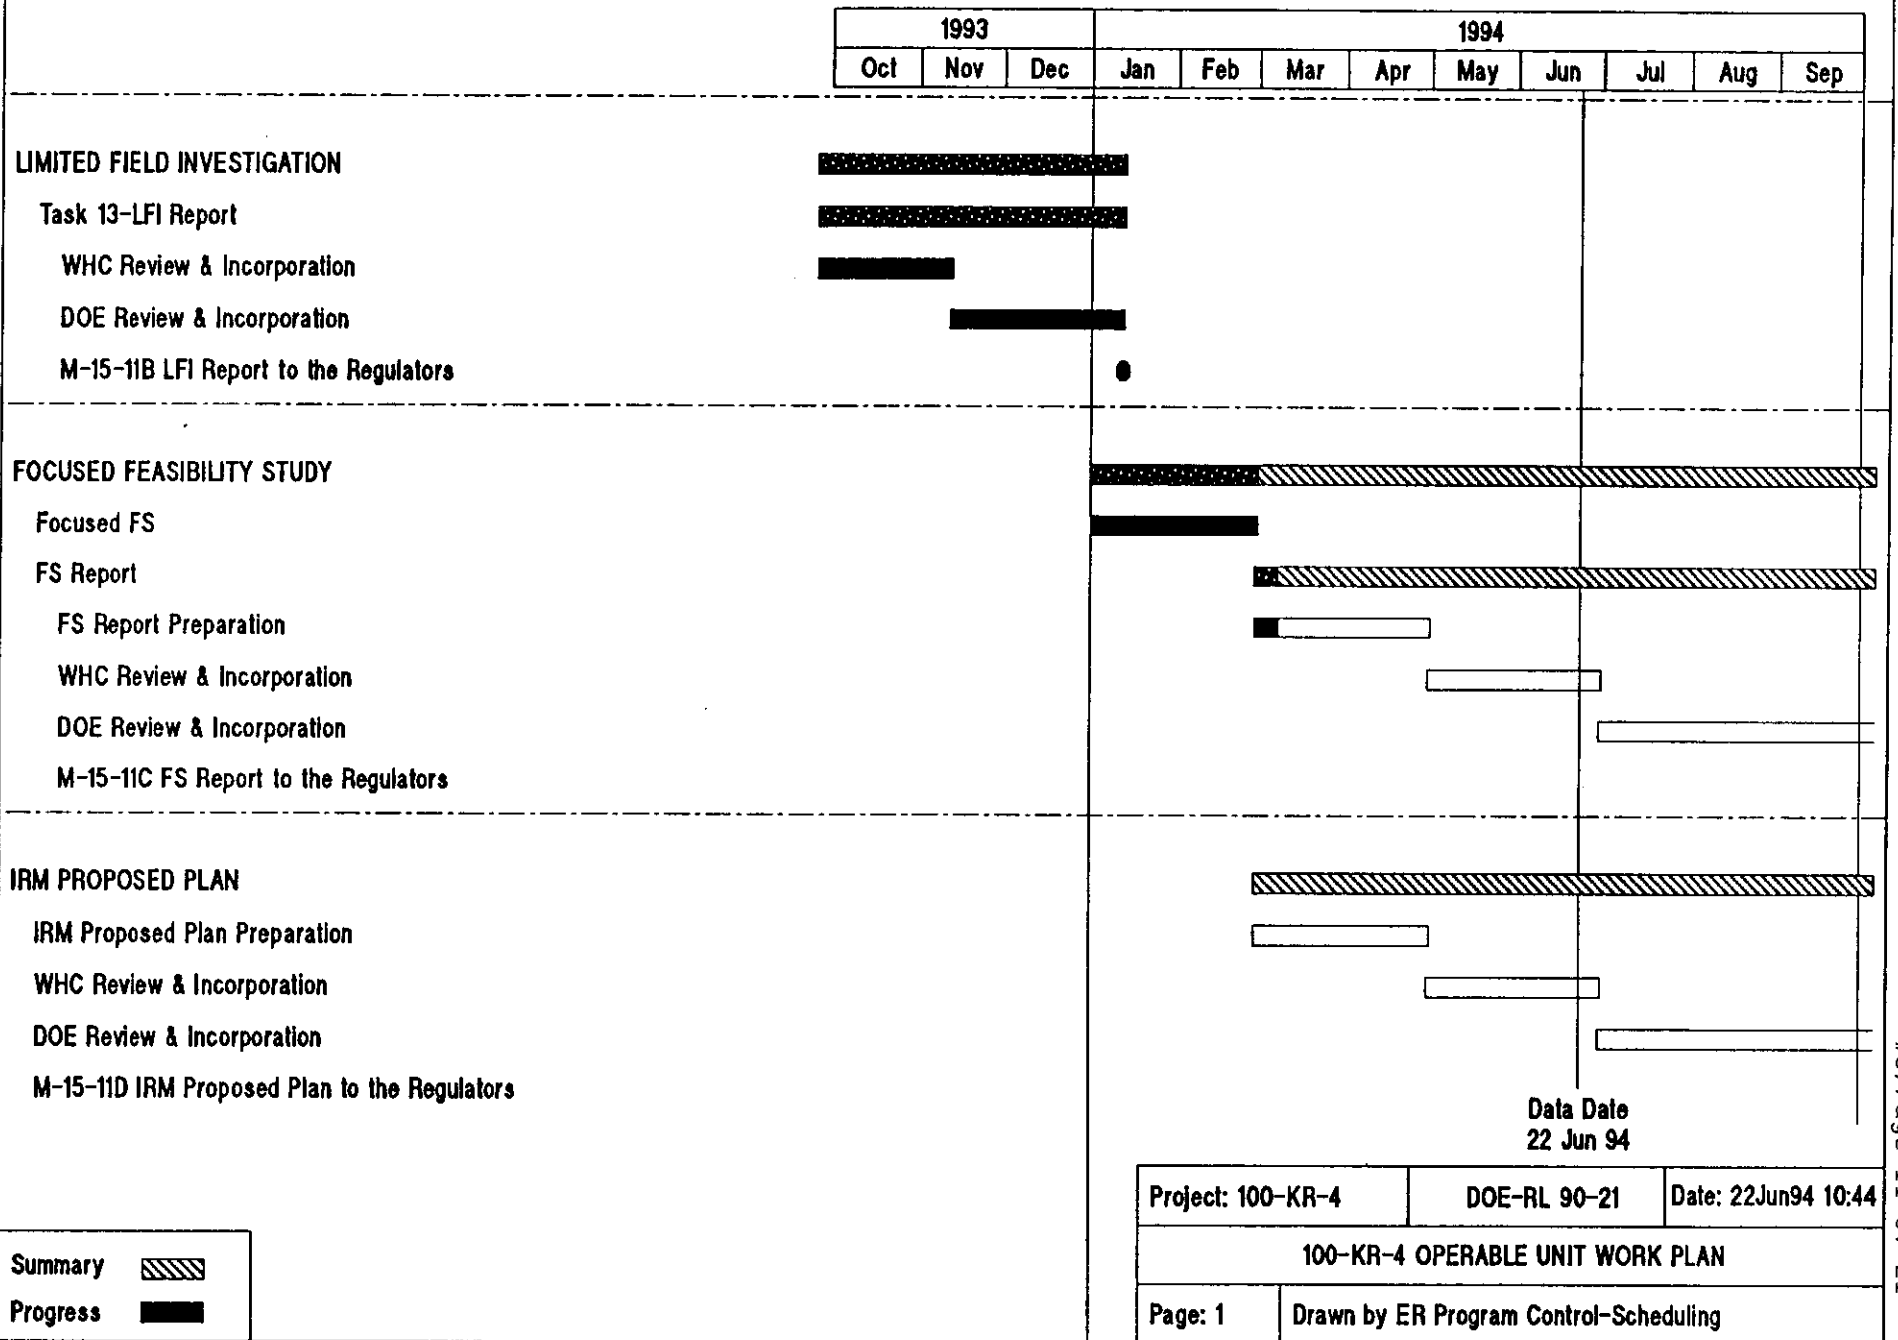 1993 1994
Oct Nov Dec Jan Feb Mar Apr May Jun Jul Aug Sep
LIMITED FIELD INVESTIGATION
Task 13-LFI Report
WHC Review & Incorporation
DOE Review & Incorporation
M-15-11B LFI Report to the Regulators
FOCUSED FEASIBILITY STUDY
Focused FS
FS Report
FS Report Preparation
WHC Review & Incorporation
DOE Review & Incorporation
M-15-11C FS Report to the Regulators
IRM PROPOSED PLAN
IRM Proposed Plan Preparation
WHC Review & Incorporation
DOE Review & Incorporation
M-15-11D IRM Proposed Plan to the Regulators
Data Date
22 Jun 94
Project: 100-KR-4 DOE-RL 90-21 Date: 22Jun94 10:44
100-KR-4 OPERABLE UNIT WORK PLAN
Page: 1 Drawn by ER Program Control-Scheduling
Summary
Progress